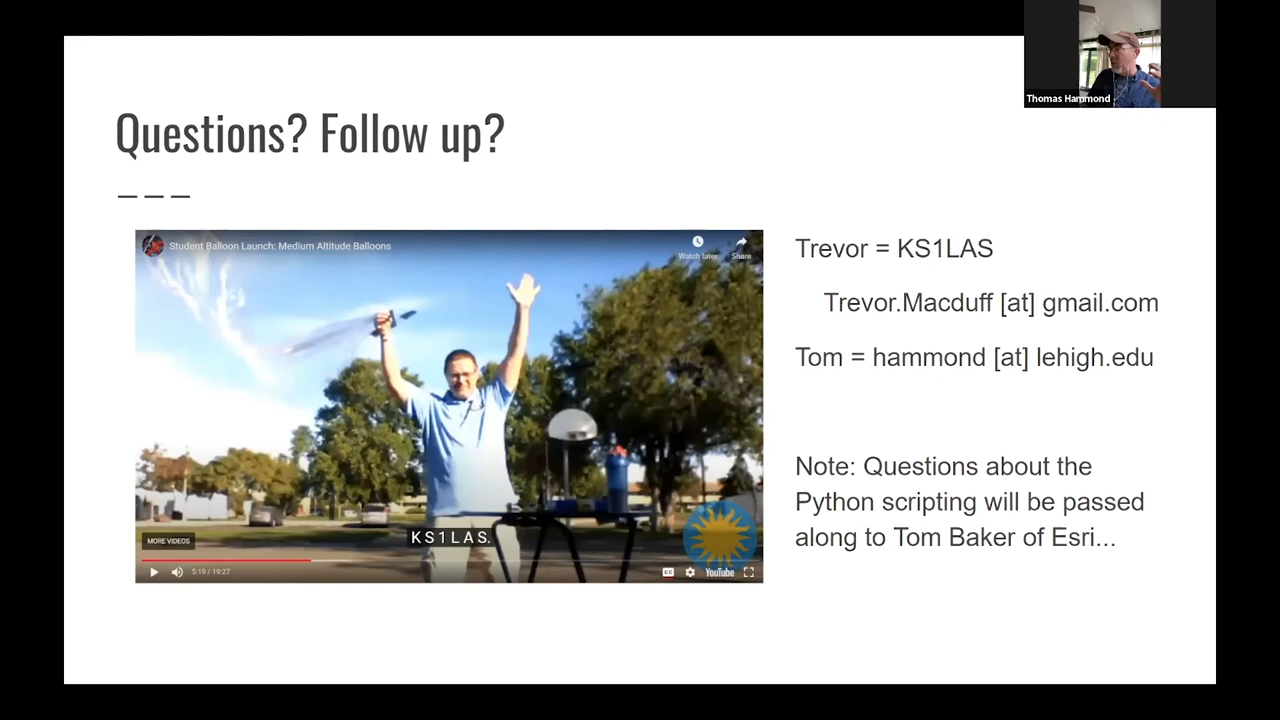 Thomas Hammond
Questions? Follow up?
Student Balloon Launch: Medium Altitude Balloons
Watch later
Share
KS1LAS.
MORE VIDEOS
5:19 / 19:27
CC
YouTube
Trevor = KS1LAS
Trevor.Macduff [at] gmail.com
Tom = hammond [at] lehigh.edu
Note: Questions about the
Python scripting will be passed
along to Tom Baker of Esri...